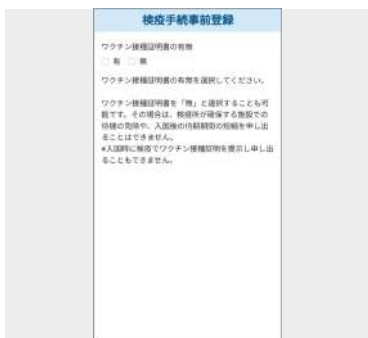 検疫手続事前登録
ワクチン接種証明書の有無
有 無
ワクチン接種証明書の有無を選択してください。
ワクチン接種証明書を「無」と選択することも可
能です。その場合は、検疫所が確保する施設での
待機の免除や、入国後の待機期間の短縮を申し出
ることはできません。
※入国時に検疫でワクチン接種証明を提示し申し出
ることもできません。